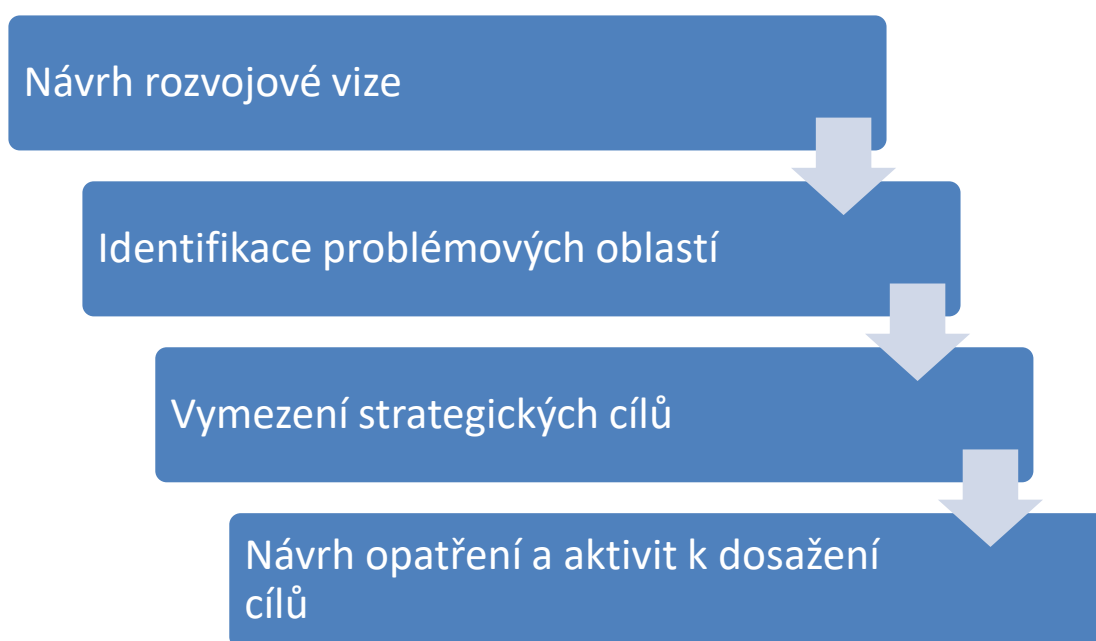 Návrh rozvojové vize
Identifikace problémových oblastí
Vymezení strategických cílů
Návrh opatření a aktivit k dosažení
cílů